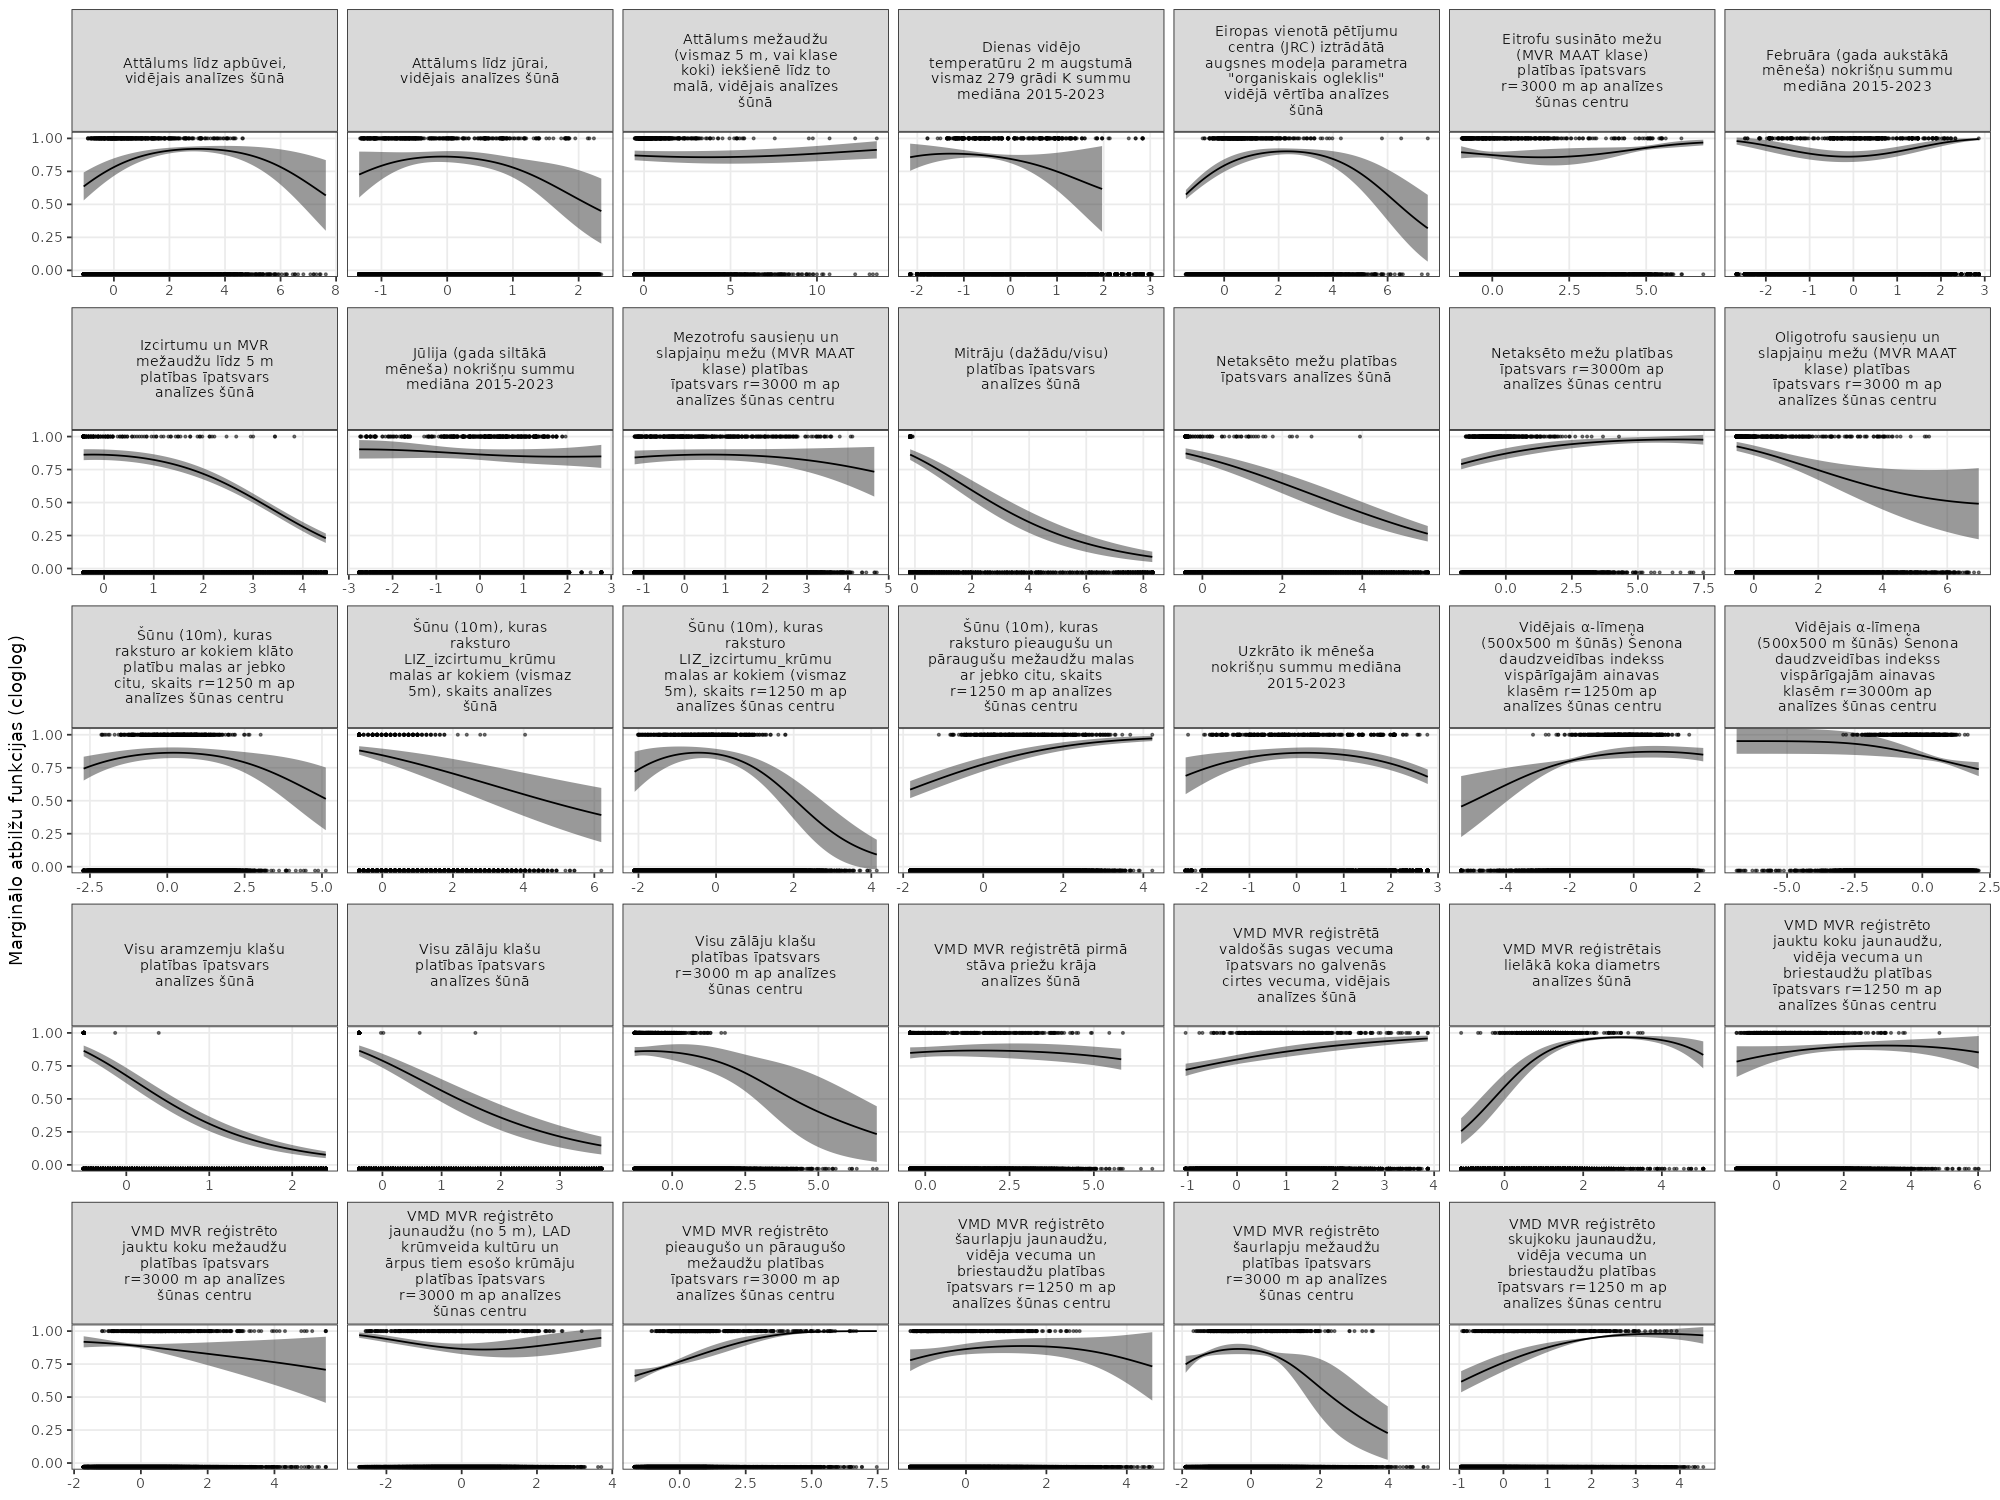 Marginālo atbilžu funkcijas (cloglog)
Attālums līdz apbūvei,
vidējais analīzes šūnā
Attālums līdz jūrai,
vidējais analīzes šūnā
Attālums mežaudžu
(vismaz 5 m, vai klase
koki) iekšienē līdz to
malā, vidējais analīzes
šūnā
Dienas vidējo
temperatūru 2 m augstumā
vismaz 279 grādi K summu
mediāna 2015-2023
Eiropas vienotā pētījumu
centra (JRC) iztrādātā
augsnes modeļa parametra
"organiskais ogleklis"
vidējā vērtība analīzes
šūnā
Eitrofu susināto mežu
(MVR MAAT klase)
platības īpatsvars
r=3000 m ap analīzes
šūnas centru
Februāra (gada aukstākā
mēneša) nokrišņu summu
mediāna 2015-2023
1.00
0.75
0.50
0.25
0.00
0 2 4 6 8
-1 0 1 2
0 5 10
-2 -1 0 1 2 3
0 2 4 6
0.0 2.5 5.0
-2 -1 0 1 2 3
Izcirtumu un MVR
mežaudžu līdz 5 m
platības īpatsvars
analīzes šūnā
Jūlija (gada siltākā
mēneša) nokrišņu summu
mediāna 2015-2023
Mezotrofu sausieņu un
slapjaiņu mežu (MVR MAAT
klase) platības
īpatsvars r=3000 m ap
analīzes šūnas centru
Mitrāju (dažādu/visu)
platības īpatsvars
analīzes šūnā
Netaksēto mežu platības
īpatsvars analīzes šūnā
Netaksēto mežu platības
īpatsvars r=3000m ap
analīzes šūnas centru
Oligotrofu sausieņu un
slapjaiņu mežu (MVR MAAT
klase) platības
īpatsvars r=3000 m ap
analīzes šūnas centru
1.00
0.75
0.50
0.25
0.00
0 1 2 3 4
-3 -2 -1 0 1 2 3
-1 0 1 2 3 4 5
0 2 4 6 8
0 2 4
0.0 2.5 5.0 7.5
0 2 4 6
Šūnu (10m), kuras
raksturo ar kokiem klāto
platību malas ar jebko
citu, skaits r=1250 m ap
analīzes šūnas centru
Šūnu (10m), kuras
raksturo
LIZ_izcirtumu_krūmu
malas ar kokiem (vismaz
5m), skaits analīzes
šūnā
Šūnu (10m), kuras
raksturo
LIZ_izcirtumu_krūmu
malas ar kokiem (vismaz
5m), skaits r=1250 m ap
analīzes šūnas centru
Šūnu (10m), kuras
raksturo pieaugušu un
pāraugušu mežaudžu malas
ar jebko citu, skaits
r=1250 m ap analīzes
šūnas centru
Uzkrāto ik mēneša
nokrišņu summu mediāna
2015-2023
Vidējais α-līmeņa
(500x500 m šūnās) Šenona
daudzveidības indekss
vispārīgajām ainavas
klasēm r=1250m ap
analīzes šūnas centru
Vidējais α-līmeņa
(500x500 m šūnās) Šenona
daudzveidības indekss
vispārīgajām ainavas
klasēm r=3000m ap
analīzes šūnas centru
1.00
0.75
0.50
0.25
0.00
-2.5 0.0 2.5 5.0
0 2 4 6
-2 0 2 4
-2 0 2 4
-2 -1 0 1 2 3
-4 -2 0 2
-5.0 -2.5 0.0 2.5
Visu aramzemju klašu
platības īpatsvars
analīzes šūnā
Visu zālāju klašu
platības īpatsvars
analīzes šūnā
Visu zālāju klašu
platības īpatsvars
r=3000 m ap analīzes
šūnas centru
VMD MVR reģistrētā pirmā
stāva priežu krāja
analīzes šūnā
VMD MVR reģistrētā
valdošās sugas vecuma
īpatsvars no galvenās
cirtes vecuma, vidējais
analīzes šūnā
VMD MVR reģistrētais
lielākā koka diametrs
analīzes šūnā
VMD MVR reģistrēto
jauktu koku jaunaudžu,
vidēja vecuma un
briestaudžu platības
īpatsvars r=1250 m ap
analīzes šūnas centru
1.00
0.75
0.50
0.25
0.00
0 1 2
0 1 2 3
0.0 2.5 5.0
0.0 2.5 5.0
-1 0 1 2 3 4
0 2 4
0 2 4 6
VMD MVR reģistrēto
jauktu koku mežaudžu
platības īpatsvars
r=3000 m ap analīzes
šūnas centru
VMD MVR reģistrēto
jaunaudžu (no 5 m), LAD
krūmveida kultūru un
ārpus tiem esošo krūmāju
platības īpatsvars
r=3000 m ap analīzes
šūnas centru
VMD MVR reģistrēto
pieaugušo un pāraugušo
mežaudžu platības
īpatsvars r=3000 m ap
analīzes šūnas centru
VMD MVR reģistrēto
šaurlapju jaunaudžu,
vidēja vecuma un
briestaudžu platības
īpatsvars r=1250 m ap
analīzes šūnas centru
VMD MVR reģistrēto
šaurlapju mežaudžu
platības īpatsvars
r=3000 m ap analīzes
šūnas centru
VMD MVR reģistrēto
skujkoku jaunaudžu,
vidēja vecuma un
briestaudžu platības
īpatsvars r=1250 m ap
analīzes šūnas centru
1.00
0.75
0.50
0.25
0.00
-2 0 2 4
-2 0 2 4
0.0 2.5 5.0 7.5
0 2 4
-2 0 2 4
-1 0 1 2 3 4